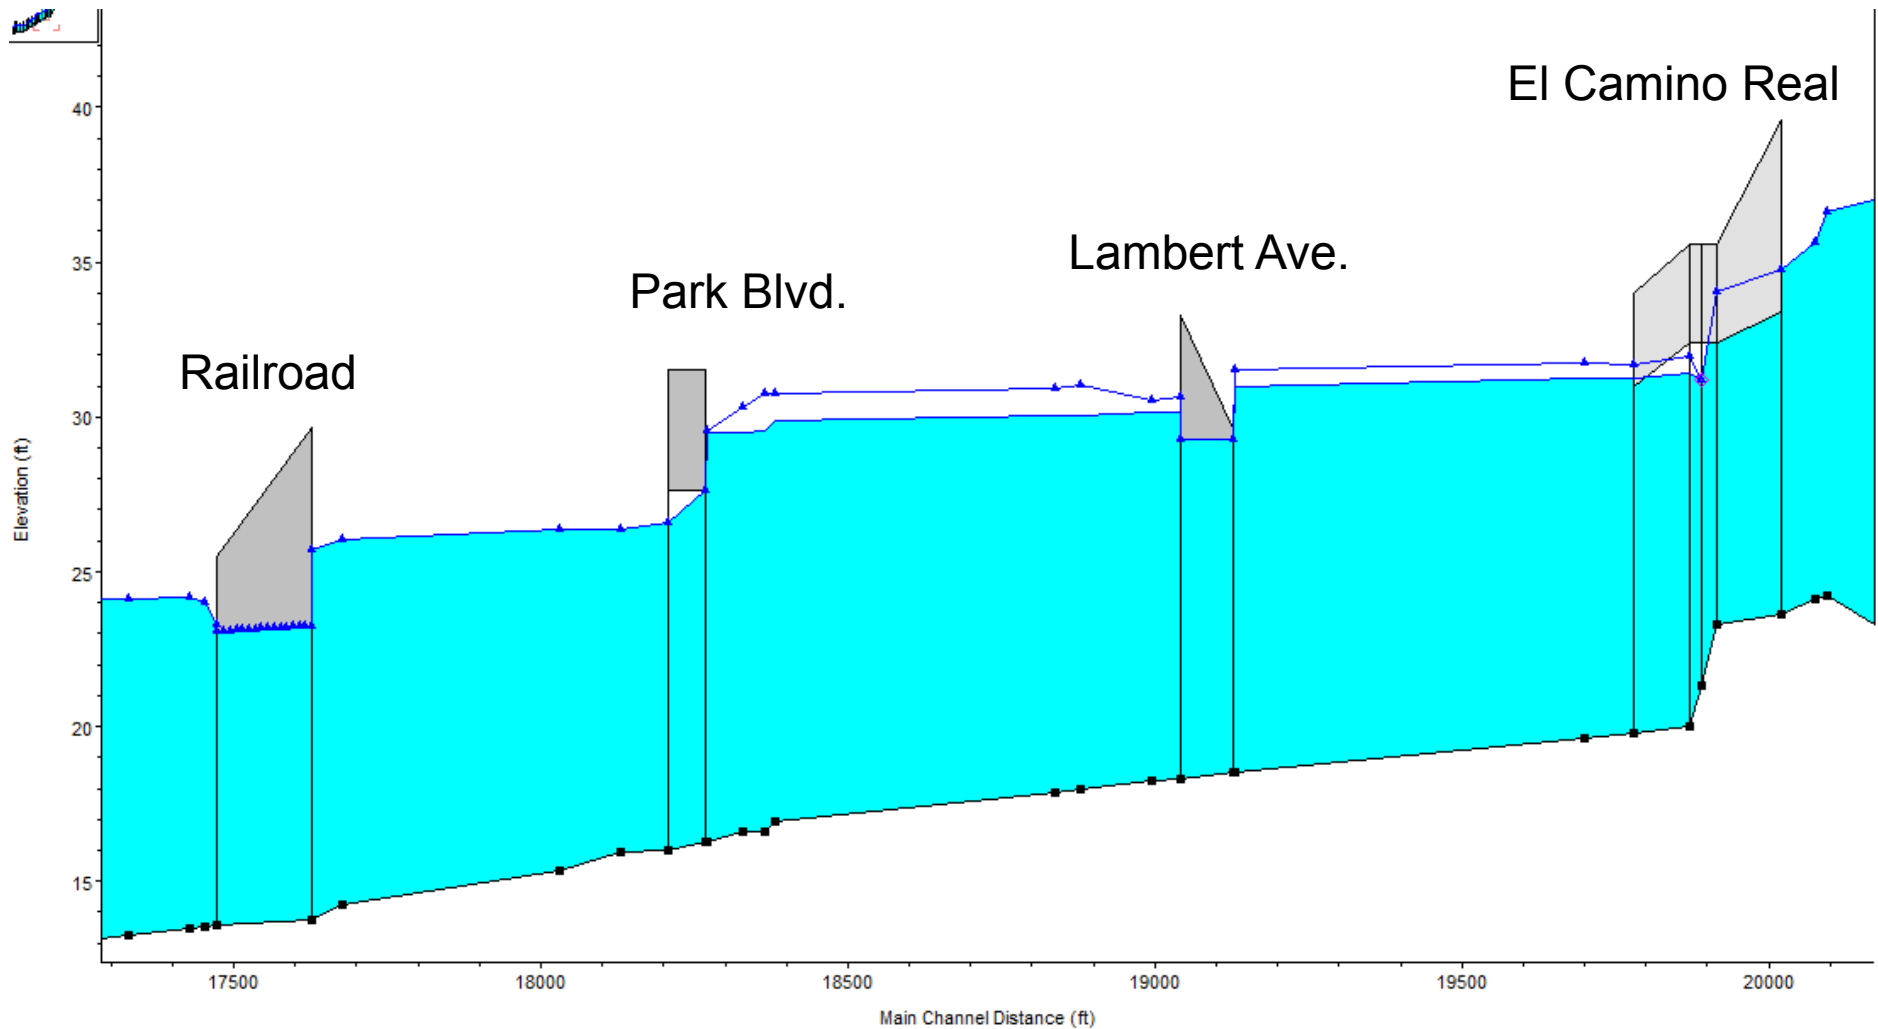 El Camino Real
Lambert Ave.
Park Blvd.
Railroad
40
35
30
25
20
15
Elevation (ft)
17500
18000
18500
19000
19500
20000
Main Channel Distance (ft)